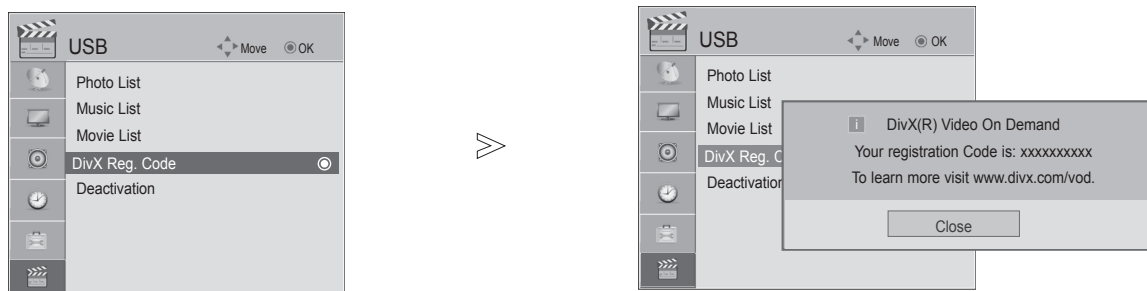 USB
Move OK
Photo List
Music List
Movie List
DivX Reg. Code
Deactivation
USB
Move OK
Photo List
Music List
Movie List
DivX Reg. C
Deactivation
i DivX(R) Video On Demand
Your registration Code is: xxxxxxxxxx
To learn more visit www.divx.com/vod.
Close